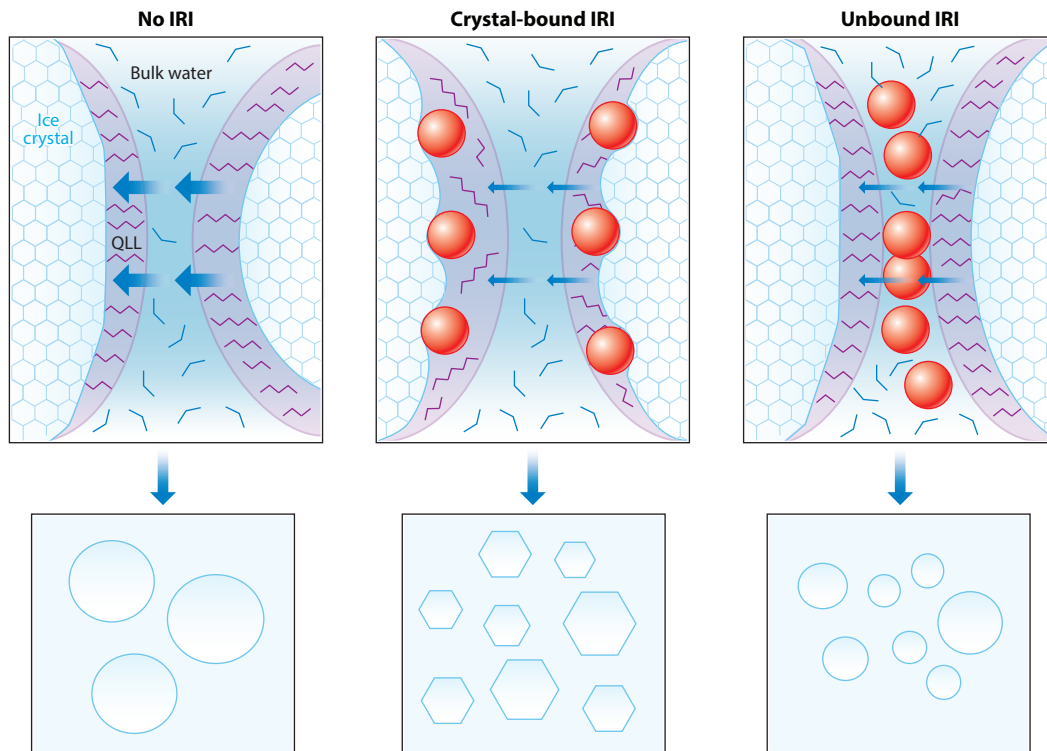 No IRI
Crystal-bound IRI
Unbound IRI
Bulk water
Ice
crystal
QLL